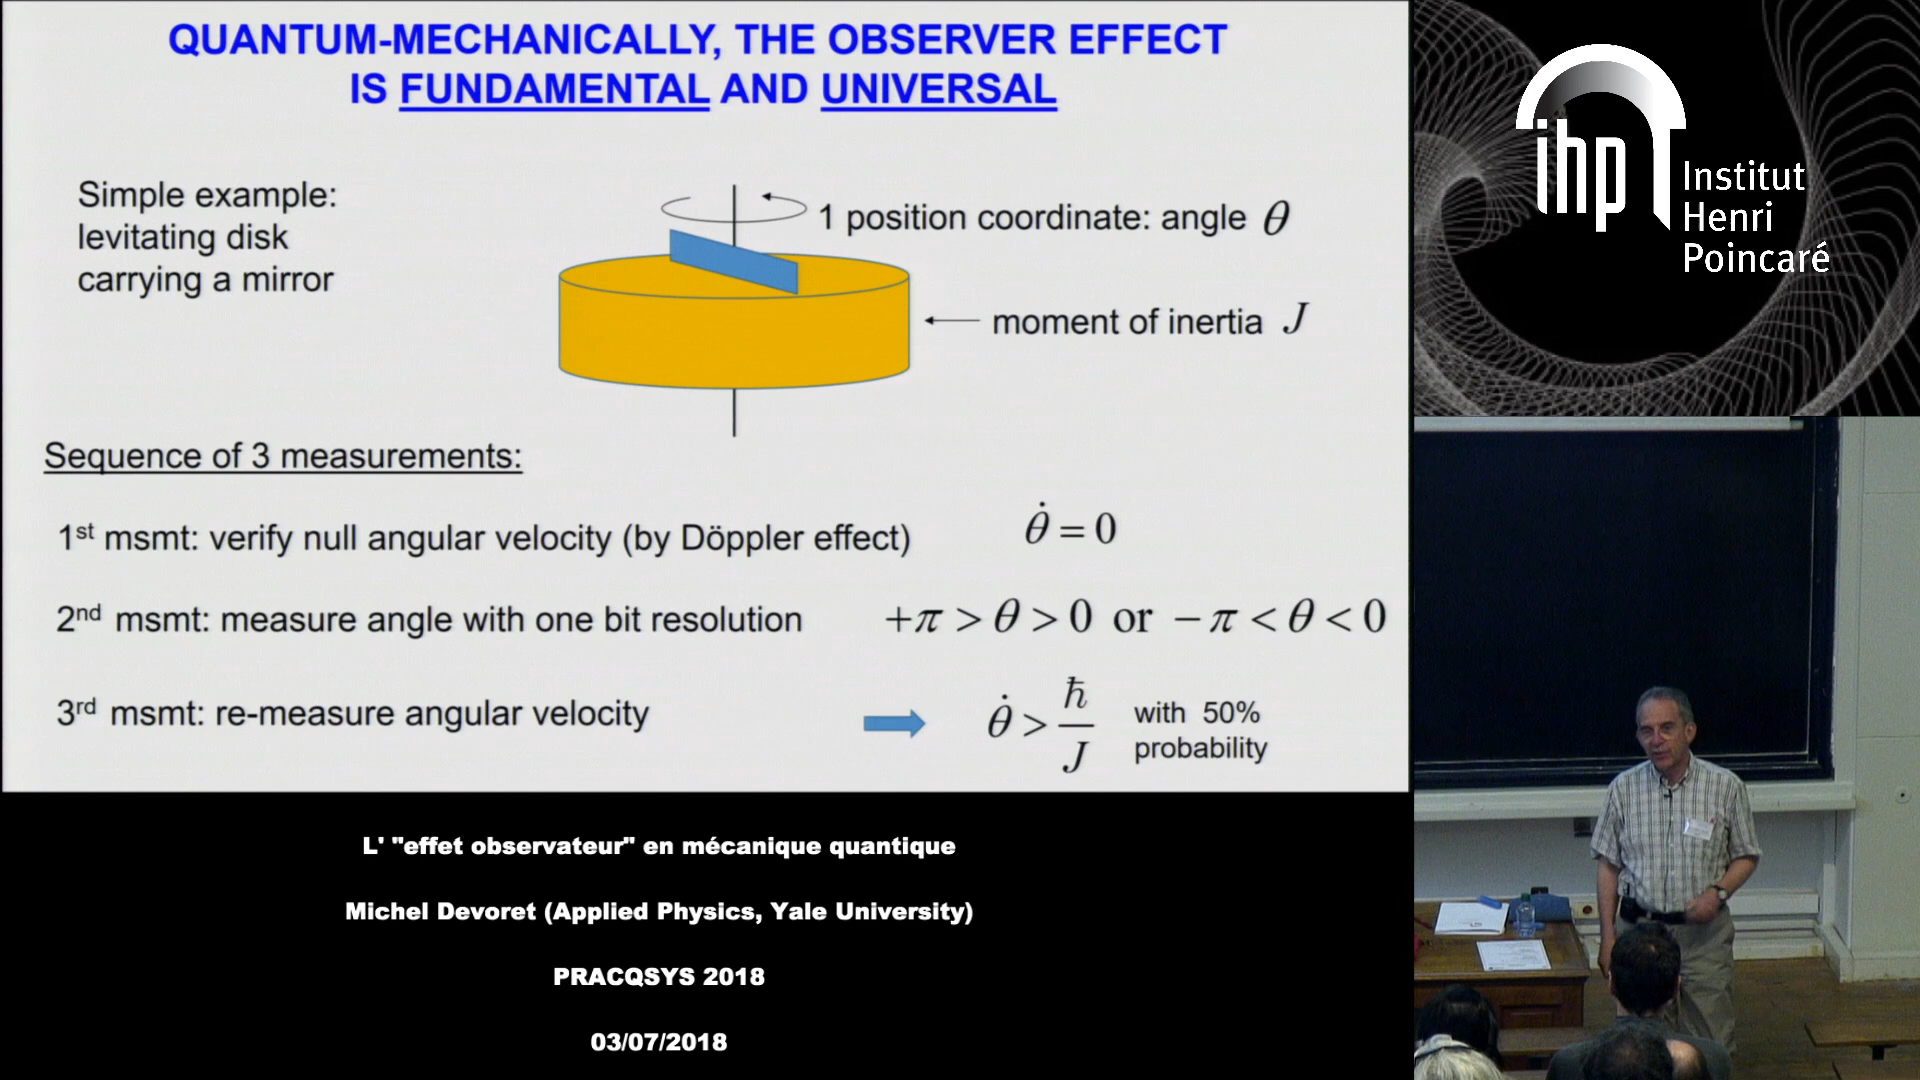 QUANTUM-MECHANICALLY, THE OBSERVER EFFECT
IS FUNDAMENTAL AND UNIVERSAL
Simple example:
levitating disk
carrying a mirror
1 position coordinate: angle θ
moment of inertia J
Sequence of 3 measurements:
1st msmt: verify null angular velocity (by Döppler effect) θ̇ = 0
2nd msmt: measure angle with one bit resolution +π > θ > 0 or −π < θ < 0
3rd msmt: re-measure angular velocity θ̇ > ħ/J with 50%
probability
ihp
Institut
Henri
Poincaré
L' "effet observateur" en mécanique quantique
Michel Devoret (Applied Physics, Yale University)
PRACQSYS 2018
03/07/2018